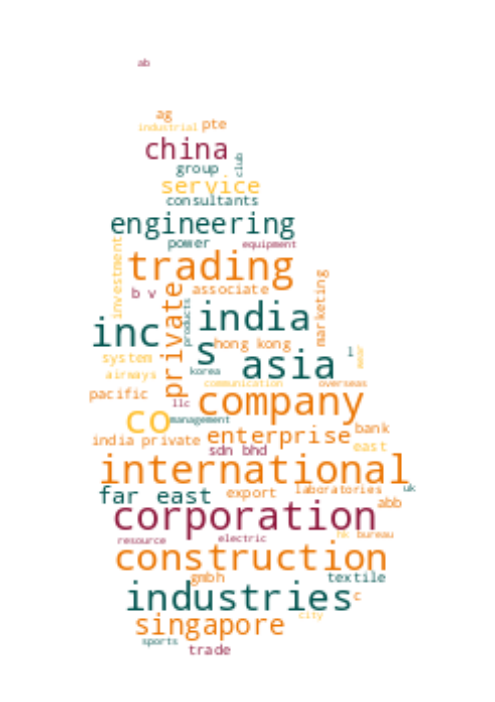 ab
ag
industrial pte
china
club
group
service
consultants
engineering
power equipment
investment
trading
associate
b v
private
products
marketing
india
inc
s
hong kong
l
wear
system
asia
korea
airways
communication overseas
pacific
company
llc
co
management
india private enterprise bank
sdn bhd east
international
far east export laboratories uk
abb
corporation
resource electric hk bureau
construction
gmbh textile
industries c
city
singapore
sports
trade